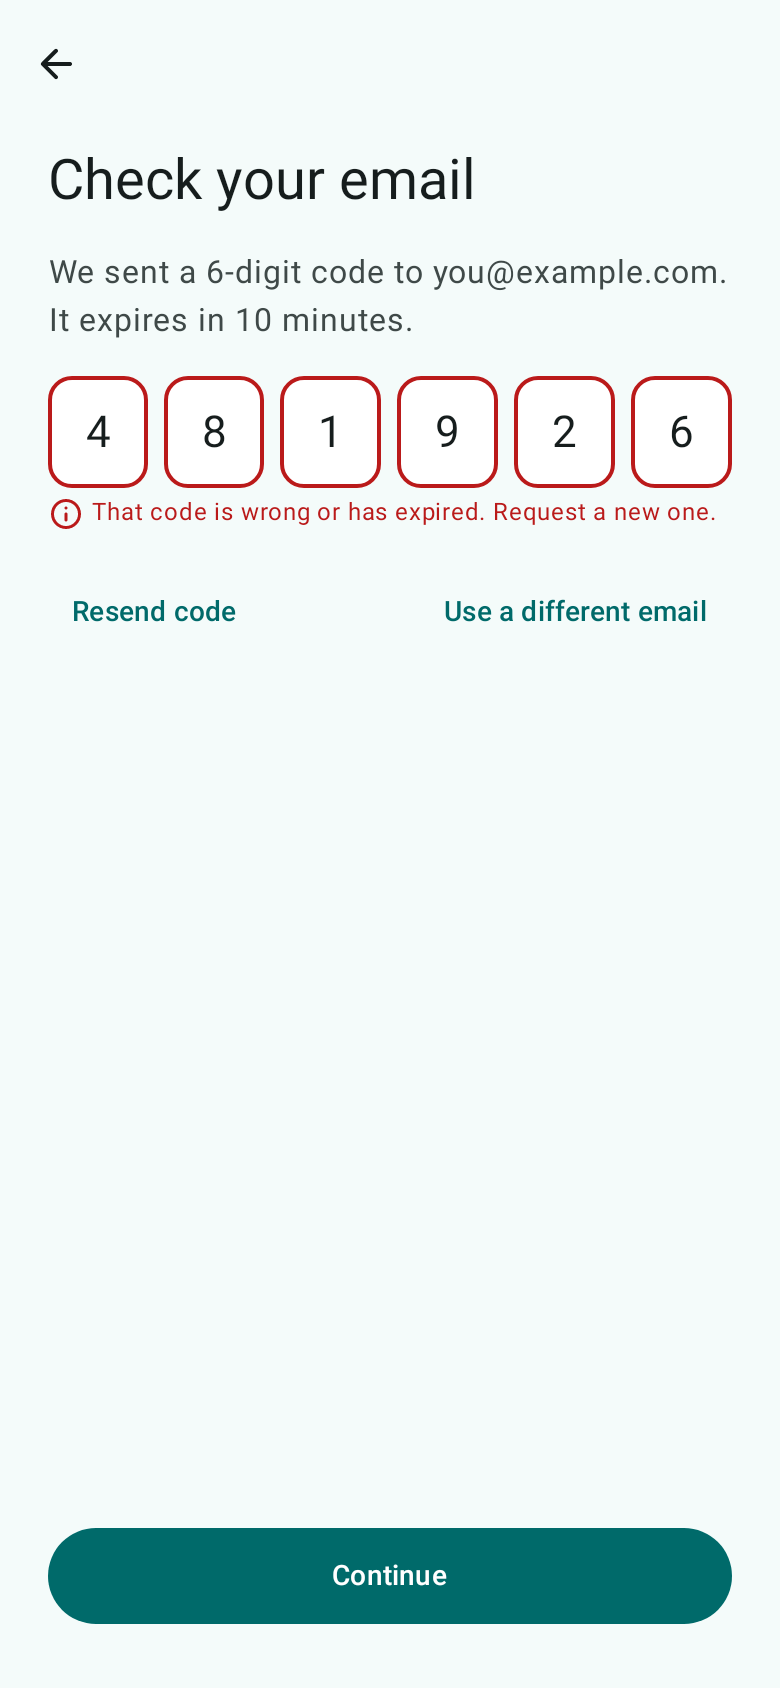 Check your email
We sent a 6-digit code to you@example.com.
It expires in 10 minutes.
4 8 1 9 2 6
That code is wrong or has expired. Request a new one.
Resend code Use a different email
Continue